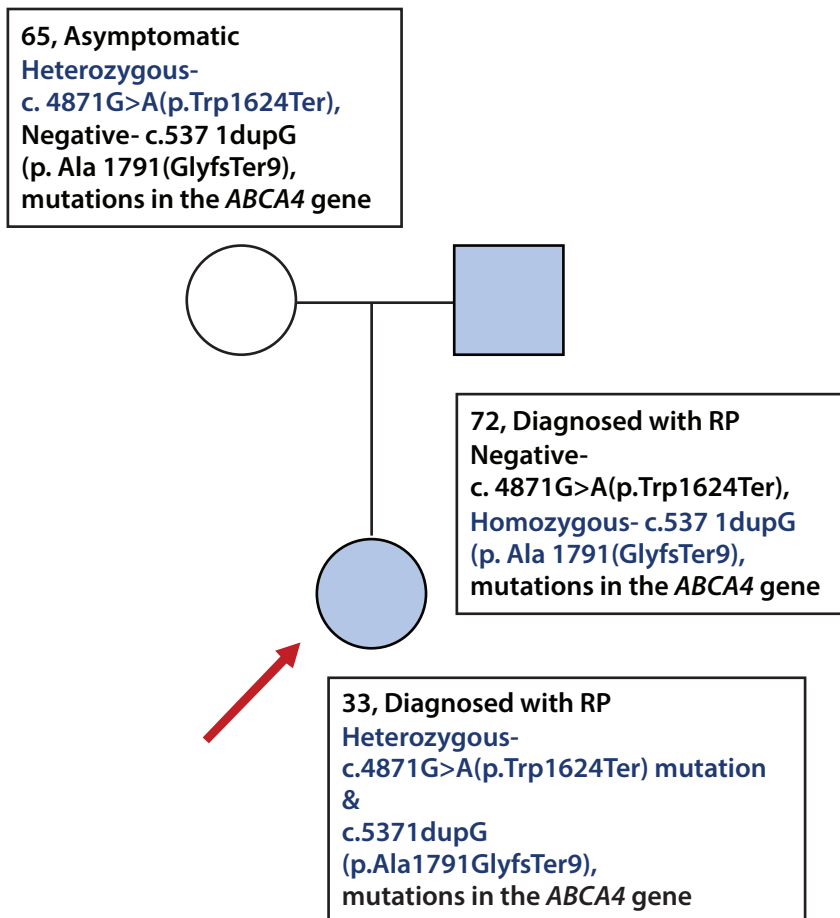 65, Asymptomatic
Heterozygous-
c. 4871G>A(p.Trp1624Ter),
Negative- c.537 1dupG
(p. Ala 1791(GlyfsTer9),
mutations in the ABCA4 gene
72, Diagnosed with RP
Negative-
c. 4871G>A(p.Trp1624Ter),
Homozygous- c.537 1dupG
(p. Ala 1791(GlyfsTer9),
mutations in the ABCA4 gene
33, Diagnosed with RP
Heterozygous-
c.4871G>A(p.Trp1624Ter) mutation
&
c.5371dupG
(p.Ala1791GlyfsTer9),
mutations in the ABCA4 gene